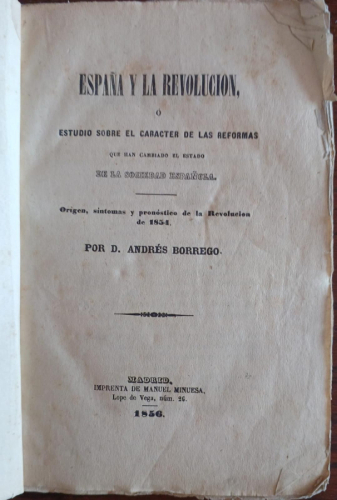 ESPAÑA Y LA REVOLUCION,
Ó
ESTUDIO SOBRE EL CARACTER DE LAS REFORMAS
QUE HAN CAMBIADO EL ESTADO
DE LA SOCIEDAD ESPAÑOLA.
Orígen, síntomas y pronóstico de la Revolucion
de 1854.
POR D. ANDRÉS BORREGO.
MADRID,
IMPRENTA DE MANUEL MINUESA,
Lope de Vega, núm. 26.
1856.